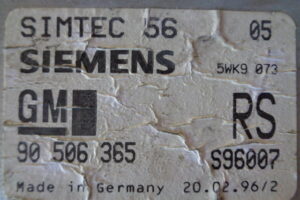 SIMTEC 56 05
SIEMENS 5WK9 073
GM RS
90 506 365 S96007
Made in Germany 20.02.96/2